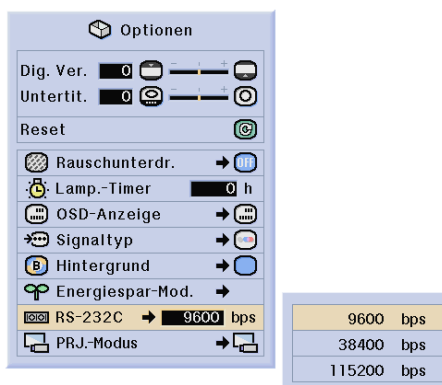 Optionen
Dig. Ver. 0 - +
Untertit. 0 - +
Reset
Rauschunterdr. OFF
Lamp.-Timer 0 h
OSD-Anzeige
Signaltyp
B Hintergrund
Energiespar-Mod.
RS-232C 9600 bps
PRJ.-Modus
9600 bps
38400 bps
115200 bps